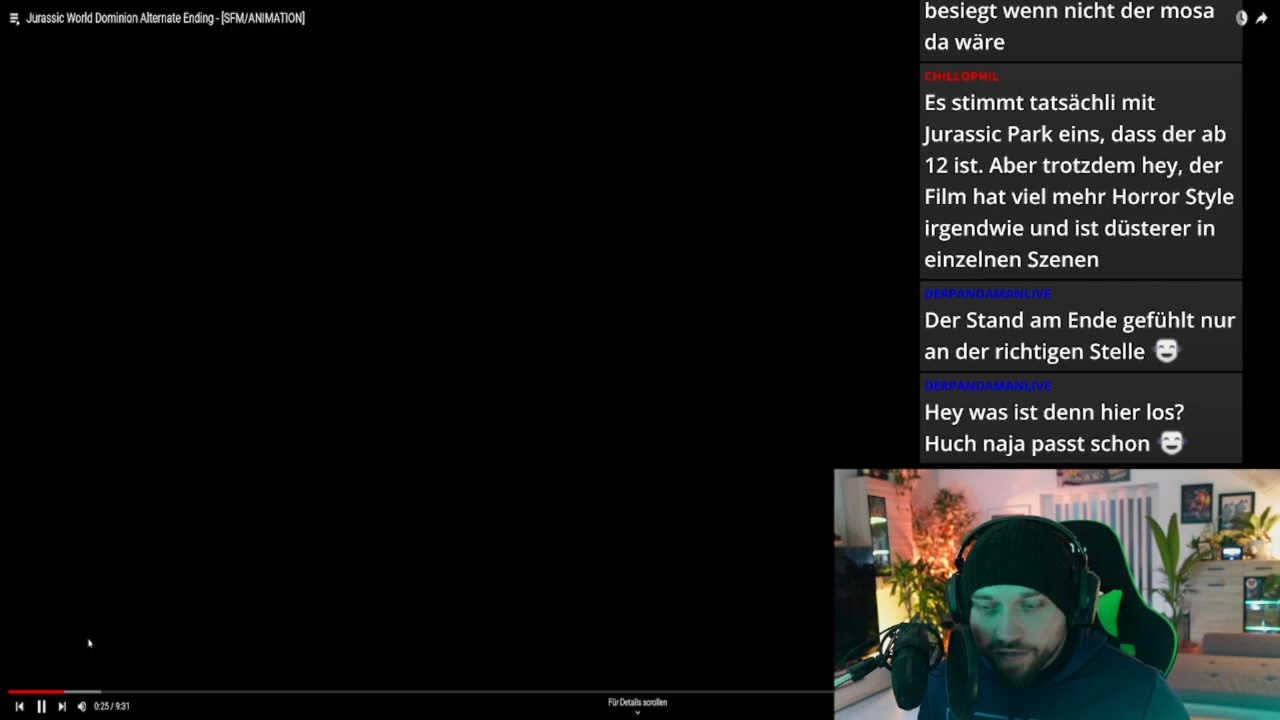 Jurassic World Dominion Alternate Ending - [SFM/ANIMATION]
besiegt wenn nicht der mosa
da wäre
CHILLOPHIL
Es stimmt tatsächli mit
Jurassic Park eins, dass der ab
12 ist. Aber trotzdem hey, der
Film hat viel mehr Horror Style
irgendwie und ist düsterer in
einzelnen Szenen
DERPANDAMANLIVE
Der Stand am Ende gefühlt nur
an der richtigen Stelle
DERPANDAMANLIVE
Hey was ist denn hier los?
Huch naja passt schon
0:25 / 9:31
Für Details scrollen